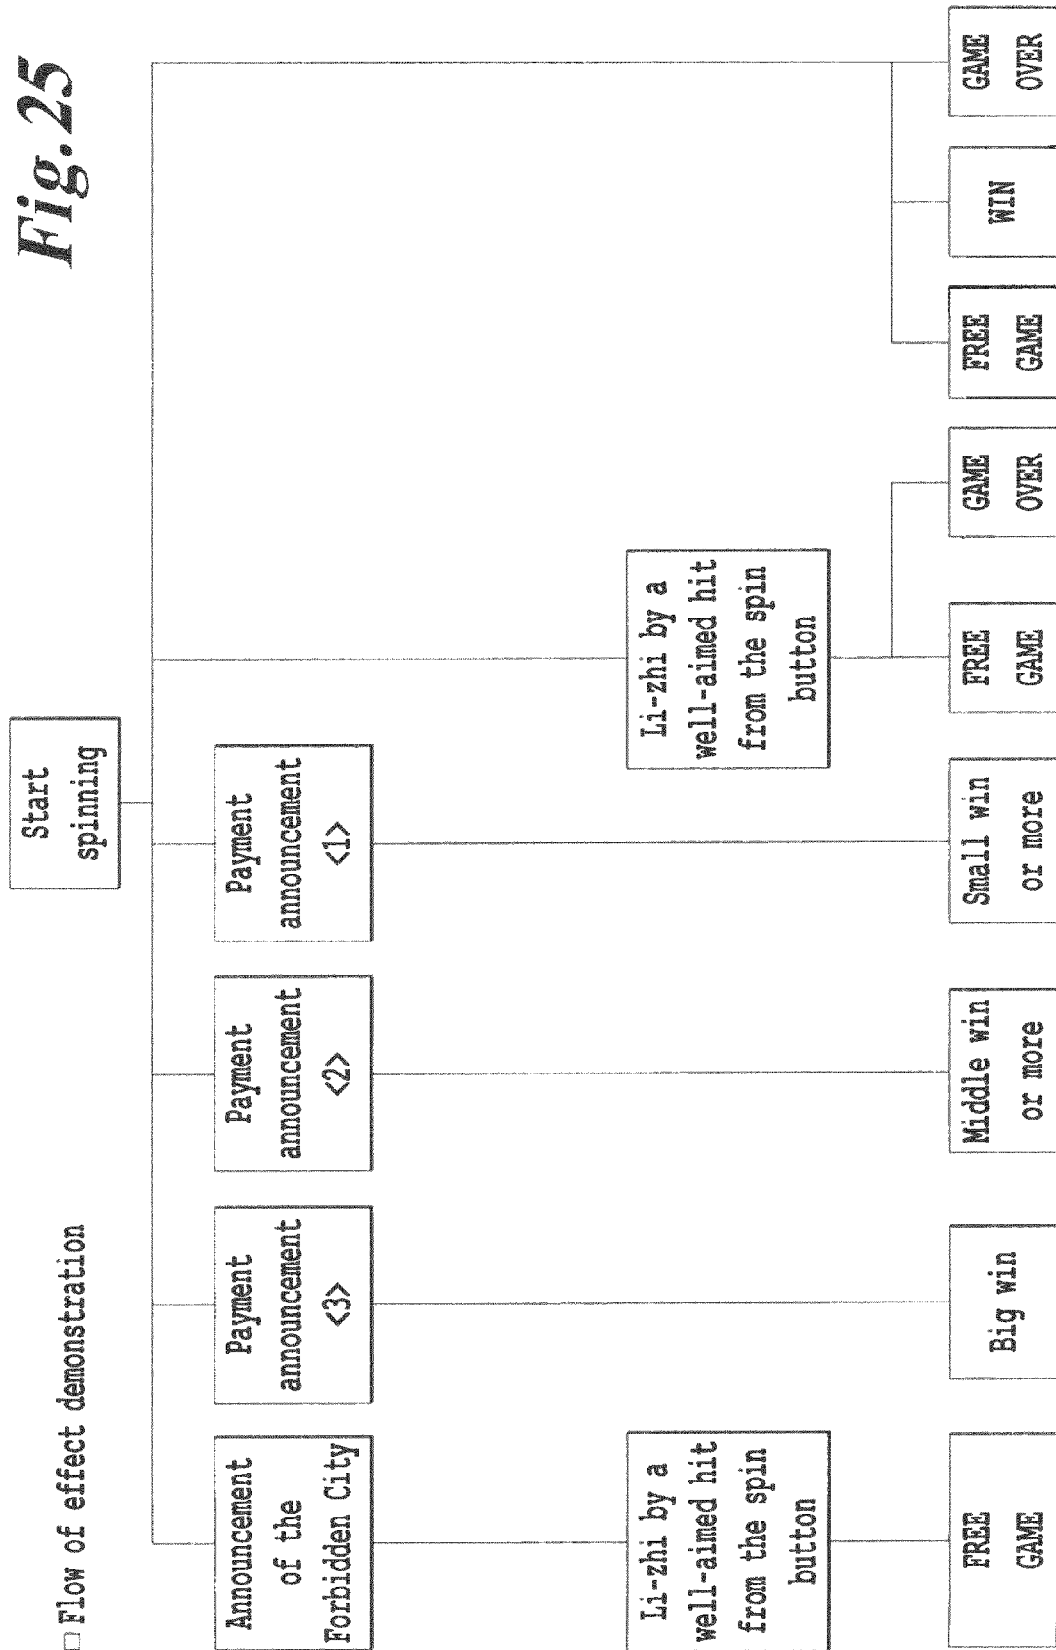 Fig.25
□ Flow of effect demonstration
Start
spinning
Announcement
of the
Forbidden City
Payment
announcement
<3>
Payment
announcement
<2>
Payment
announcement
<1>
Li-zhi by a
well-aimed hit
from the spin
button
Li-zhi by a
well-aimed hit
from the spin
button
FREE
GAME
Big win
Middle win
or more
Small win
or more
FREE
GAME
GAME
OVER
FREE
GAME
WIN
GAME
OVER